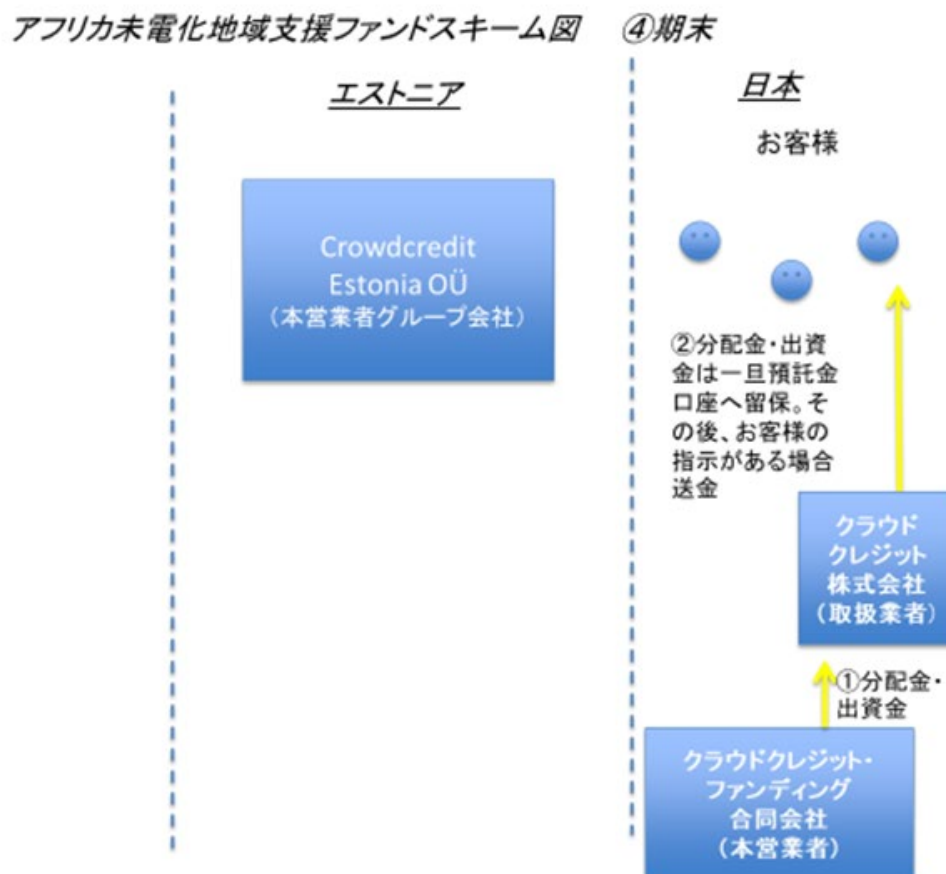 アフリカ未電化地域支援ファンドスキーム図　④期末
エストニア
Crowdcredit
Estonia OÜ
（本営業者グループ会社）
日本
お客様
②分配金・出資
金は一旦預託金
口座へ留保。そ
の後、お客様の
指示がある場合
送金
クラウド
クレジット
株式会社
（取扱業者）
①分配金・
出資金
クラウドクレジット・
ファンディング
合同会社
（本営業者）